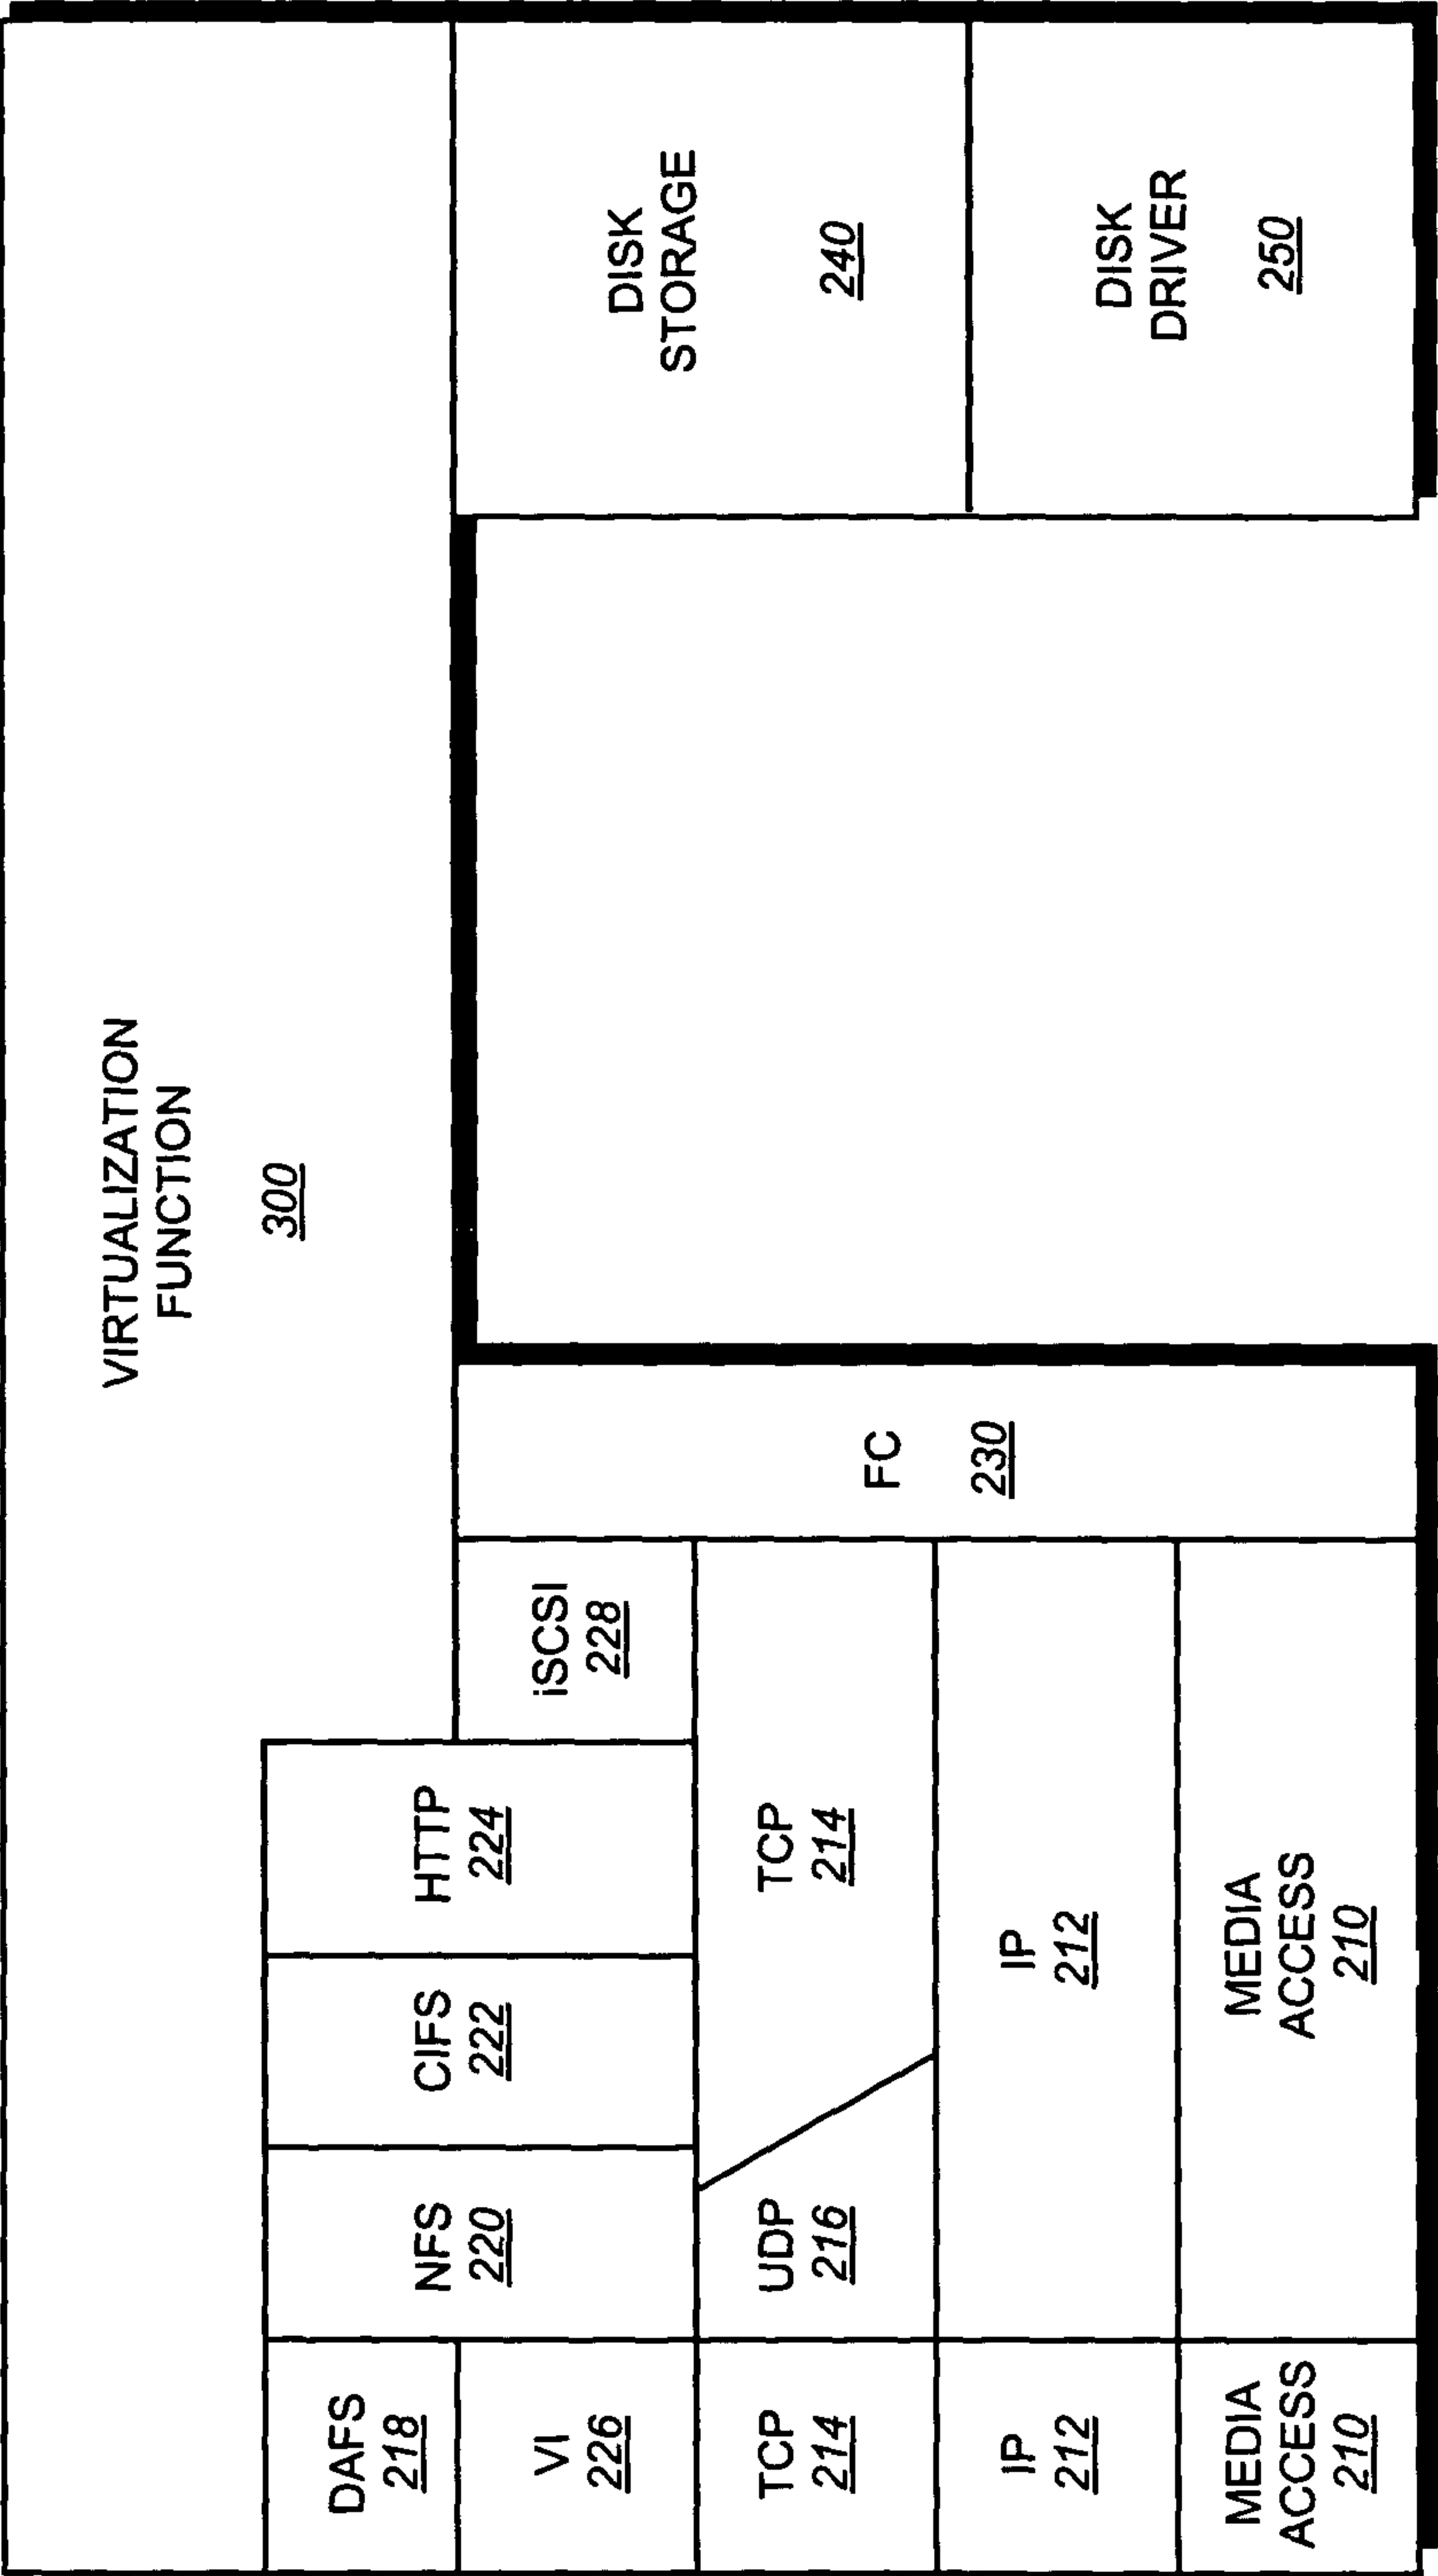 VIRTUALIZATION
FUNCTION
300
DAFS
218
VI
226
TCP
214
IP
212
MEDIA
ACCESS
210
NFS
220
CIFS
222
HTTP
224
iSCSI
228
UDP
216
TCP
214
IP
212
MEDIA
ACCESS
210
FC
230
DISK
STORAGE
240
DISK
DRIVER
250